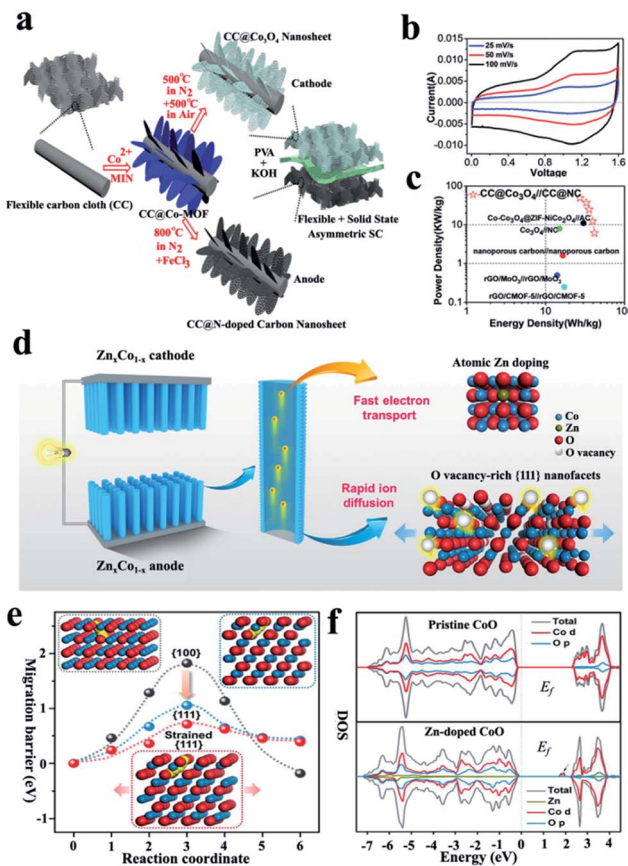 a
CC@Co3O4 Nanosheet
Cathode
500°C
in N2
+500°C
in Air
Co2+
MIN
Flexible carbon cloth (CC)
CC@Co-MOF
PVA
+
KOH
Flexible + Solid State
Asymmetric SC
800°C
in N2
+FeCl3
Anode
CC@N-doped Carbon Nanosheet
b
25 mV/s
50 mV/s
100 mV/s
Current(A)
0.015
0.010
0.005
0.000
-0.005
-0.010
0.0 0.4 0.8 1.2 1.6
Voltage
c
Power Density(KW/kg)
100
10
1
0.1
CC@Co3O4//CC@NC
Co-Co3O4@ZIF-NiCo2O4//AC
Co3O4//NC
nanoporous carbon//nanoporous carbon
rGO/MoO3//rGO/MoO3
rGO/CMOF-5//rGO/CMOF-5
1 10 100
Energy Density(Wh/kg)
d
ZnxCo1-x cathode
ZnxCo1-x anode
Fast electron
transport
Rapid ion
diffusion
Atomic Zn doping
Co
Zn
O
O vacancy
O vacancy-rich {111} nanofacets
e
Migration barrier (eV)
2
1
0
-1
{100}
{111}
Strained
{111}
0 1 2 3 4 5 6
Reaction coordinate
f
DOS
Pristine CoO
Total
Co d
O p
Ef
Zn-doped CoO
Ef
Total
Zn
Co d
O p
-7 -6 -5 -4 -3 -2 -1 0 1 2 3 4
Energy (eV)